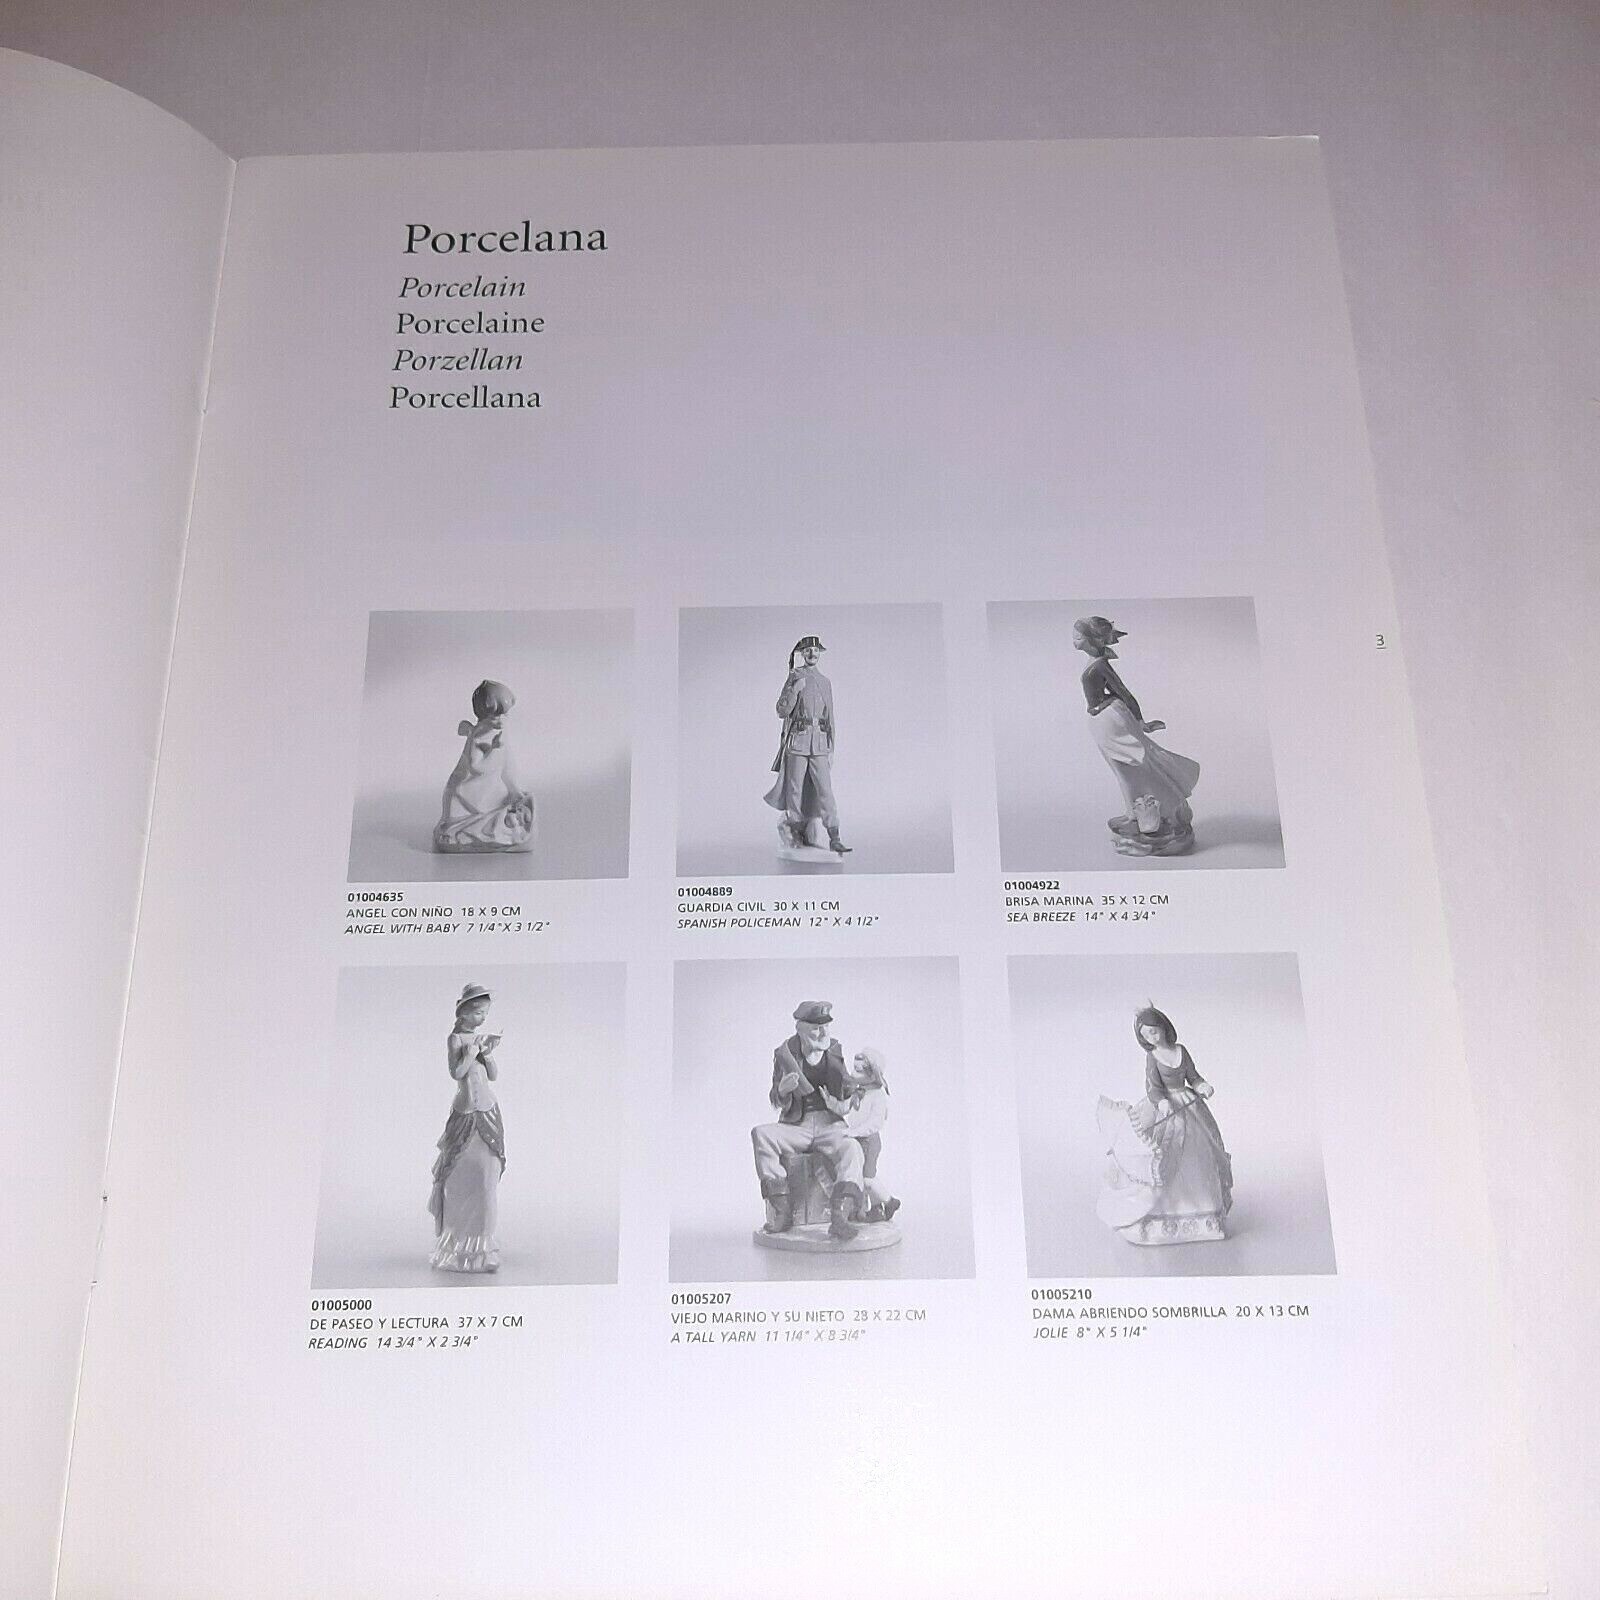 Porcelana
Porcelain
Porcelaine
Porzellan
Porcellana
3
01004635
ANGEL CON NIÑO 18 X 9 CM
ANGEL WITH BABY 7 1/4" X 3 1/2"
01004889
GUARDIA CIVIL 30 X 11 CM
SPANISH POLICEMAN 12" X 4 1/2"
01004922
BRISA MARINA 35 X 12 CM
SEA BREEZE 14" X 4 3/4"
01005000
DE PASEO Y LECTURA 37 X 7 CM
READING 14 3/4" X 2 3/4"
01005207
VIEJO MARINO Y SU NIETO 28 X 22 CM
A TALL YARN 11 1/4" X 8 3/4"
01005210
DAMA ABRIENDO SOMBRILLA 20 X 13 CM
JOLIE 8" X 5 1/4"